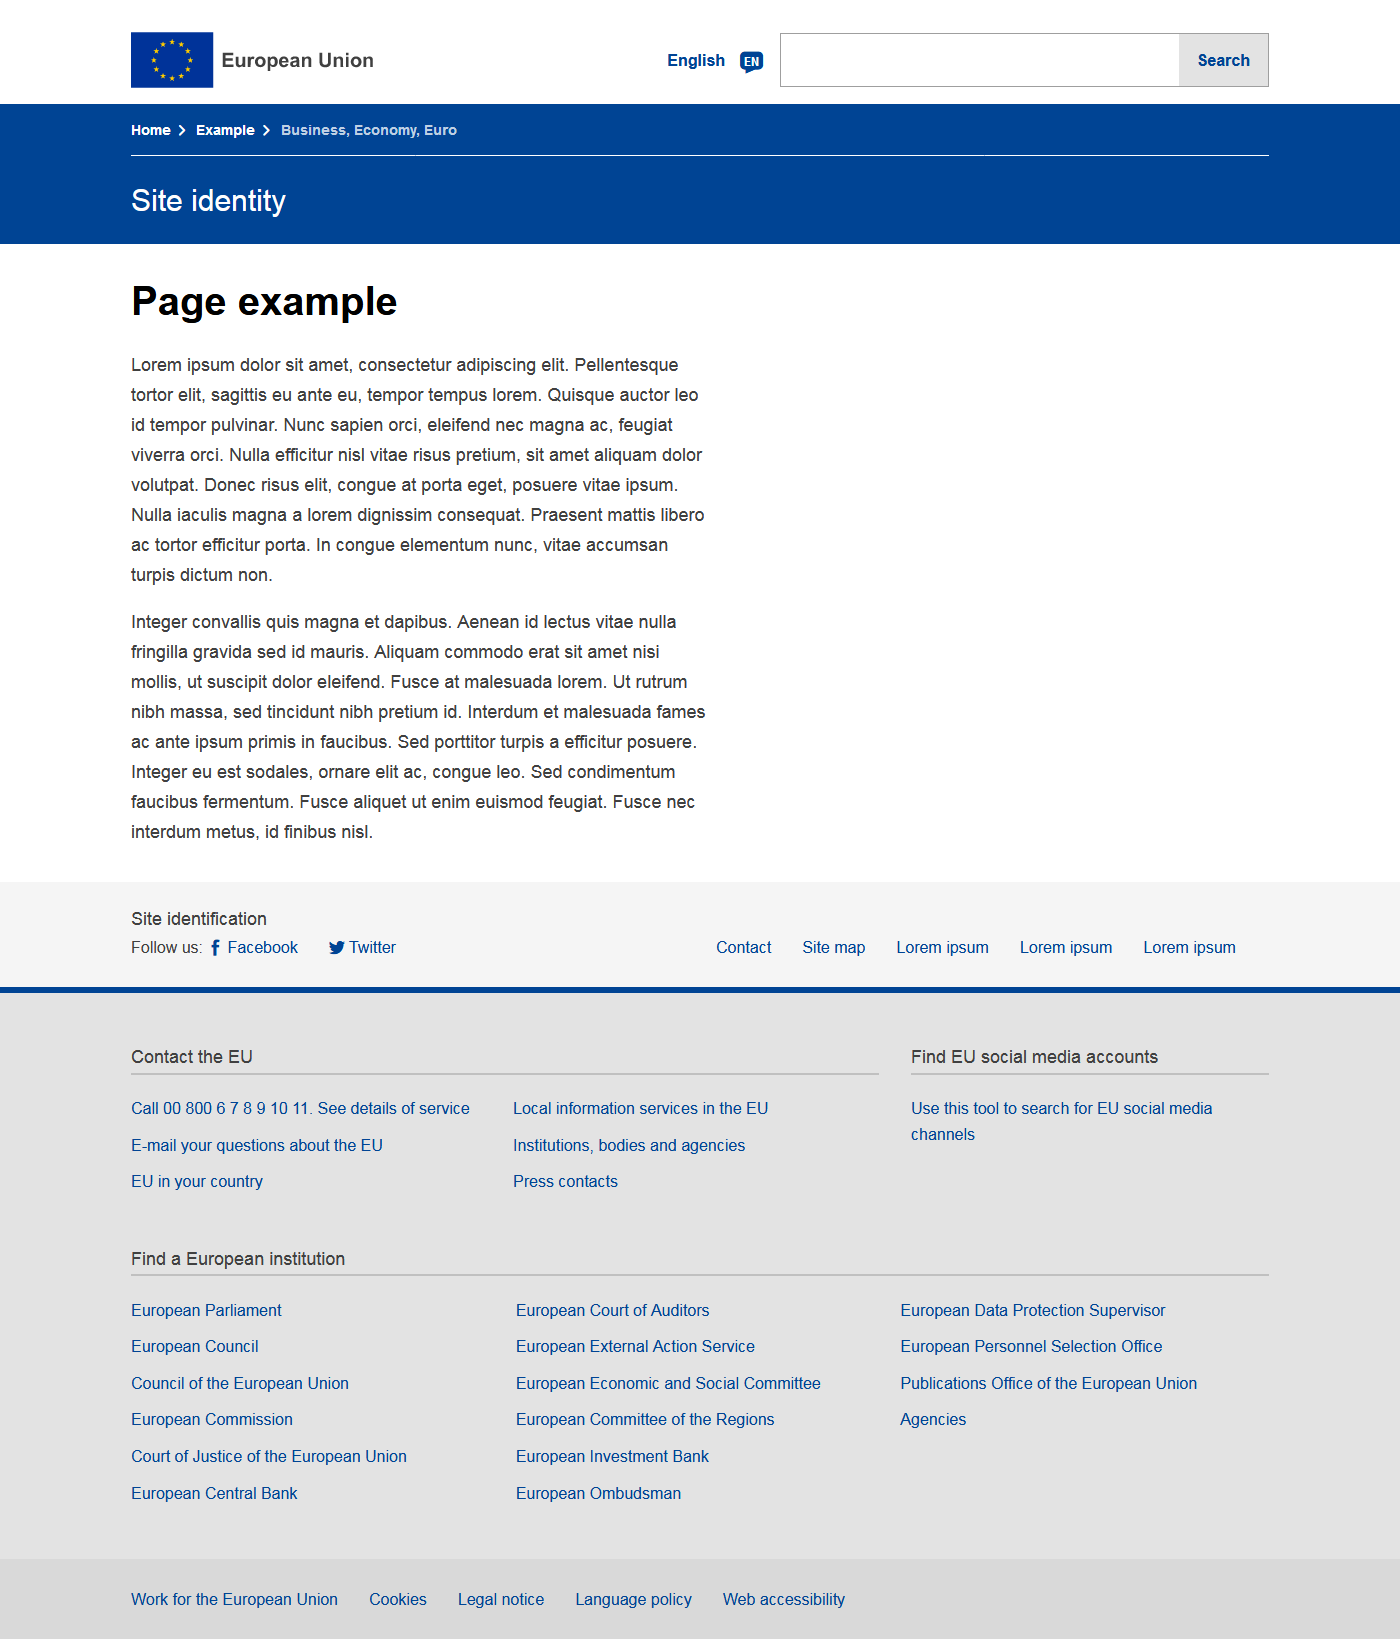 European Union
English EN Search
Home Example Business, Economy, Euro
Site identity
Page example
Lorem ipsum dolor sit amet, consectetur adipiscing elit. Pellentesque
tortor elit, sagittis eu ante eu, tempor tempus lorem. Quisque auctor leo
id tempor pulvinar. Nunc sapien orci, eleifend nec magna ac, feugiat
viverra orci. Nulla efficitur nisl vitae risus pretium, sit amet aliquam dolor
volutpat. Donec risus elit, congue at porta eget, posuere vitae ipsum.
Nulla iaculis magna a lorem dignissim consequat. Praesent mattis libero
ac tortor efficitur porta. In congue elementum nunc, vitae accumsan
turpis dictum non.
Integer convallis quis magna et dapibus. Aenean id lectus vitae nulla
fringilla gravida sed id mauris. Aliquam commodo erat sit amet nisi
mollis, ut suscipit dolor eleifend. Fusce at malesuada lorem. Ut rutrum
nibh massa, sed tincidunt nibh pretium id. Interdum et malesuada fames
ac ante ipsum primis in faucibus. Sed porttitor turpis a efficitur posuere.
Integer eu est sodales, ornare elit ac, congue leo. Sed condimentum
faucibus fermentum. Fusce aliquet ut enim euismod feugiat. Fusce nec
interdum metus, id finibus nisl.
Site identification
Follow us: Facebook Twitter Contact Site map Lorem ipsum Lorem ipsum Lorem ipsum
Contact the EU
Call 00 800 6 7 8 9 10 11. See details of service
E-mail your questions about the EU
EU in your country
Local information services in the EU
Institutions, bodies and agencies
Press contacts
Find EU social media accounts
Use this tool to search for EU social media
channels
Find a European institution
European Parliament
European Council
Council of the European Union
European Commission
Court of Justice of the European Union
European Central Bank
European Court of Auditors
European External Action Service
European Economic and Social Committee
European Committee of the Regions
European Investment Bank
European Ombudsman
European Data Protection Supervisor
European Personnel Selection Office
Publications Office of the European Union
Agencies
Work for the European Union Cookies Legal notice Language policy Web accessibility